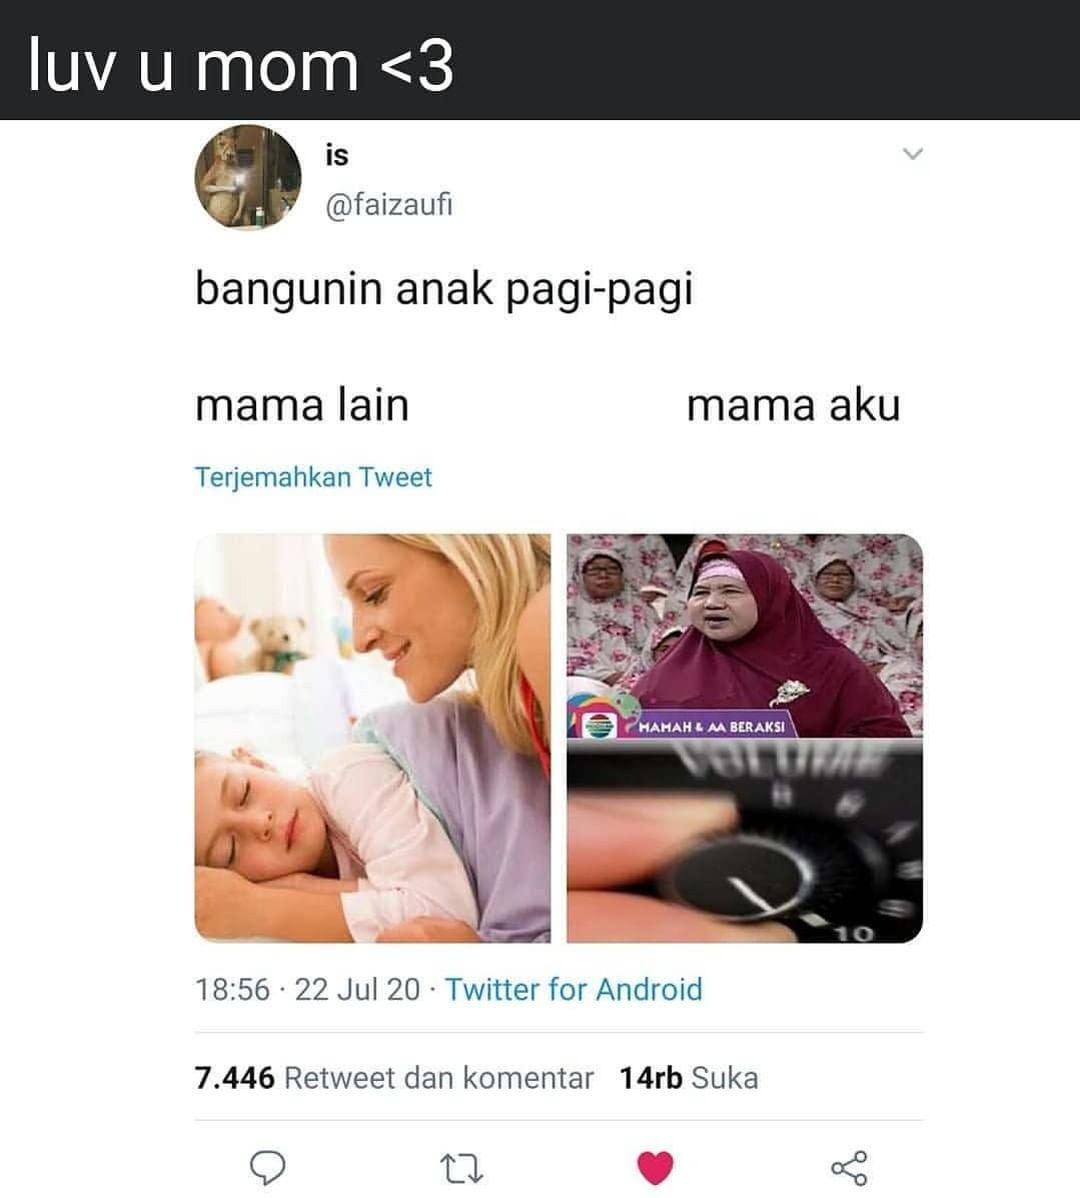 luv u mom <3
is
@faizaufi
bangunin anak pagi-pagi
mama lain
mama aku
Terjemahkan Tweet
MAMAH & AA BERAKSI
VOLUME
10
18:56 · 22 Jul 20 · Twitter for Android
7.446 Retweet dan komentar 14rb Suka